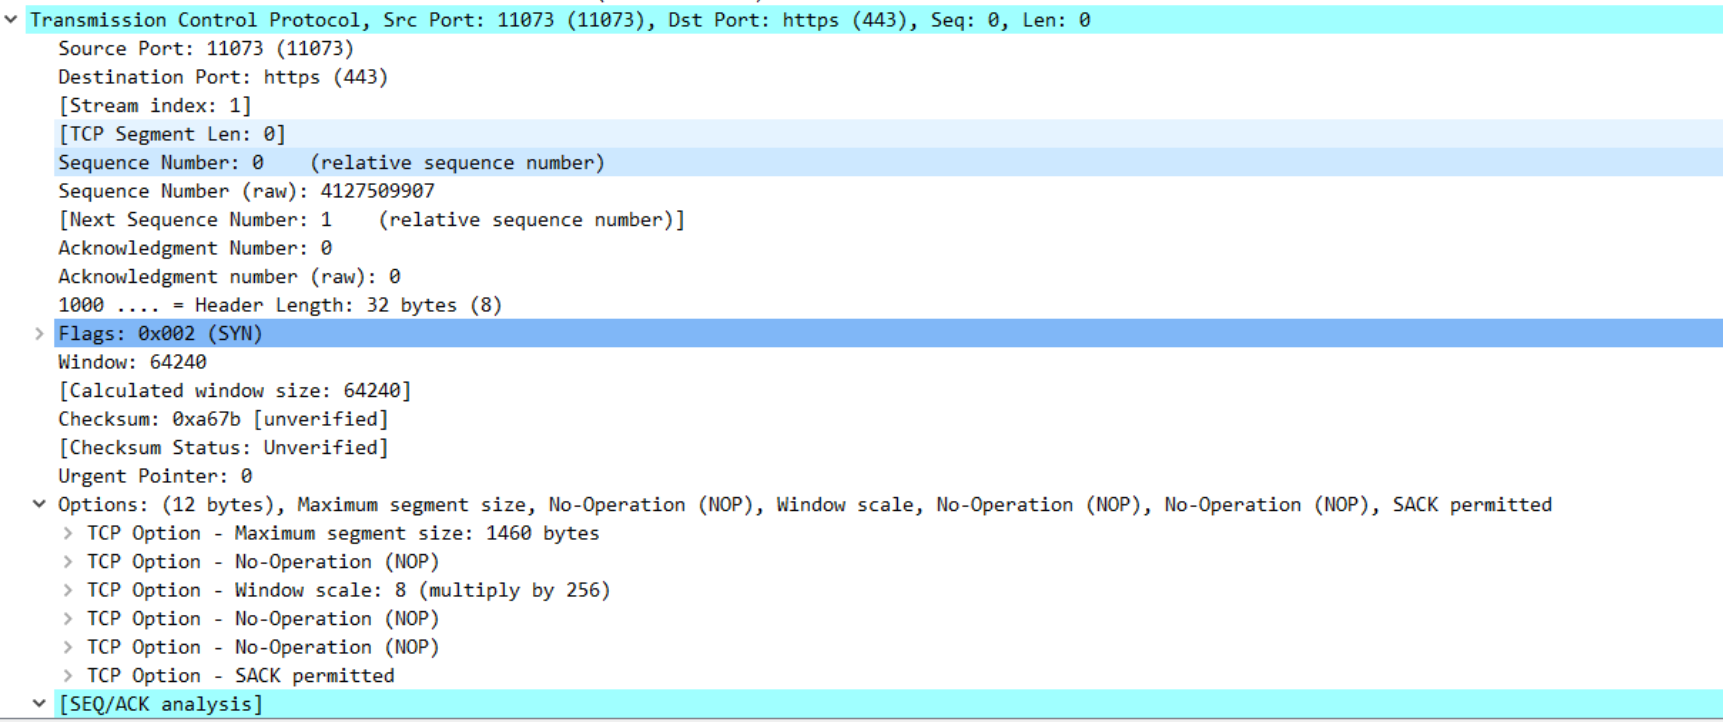 Transmission Control Protocol, Src Port: 11073 (11073), Dst Port: https (443), Seq: 0, Len: 0
Source Port: 11073 (11073)
Destination Port: https (443)
[Stream index: 1]
[TCP Segment Len: 0]
Sequence Number: 0    (relative sequence number)
Sequence Number (raw): 4127509907
[Next Sequence Number: 1    (relative sequence number)]
Acknowledgment Number: 0
Acknowledgment number (raw): 0
1000 .... = Header Length: 32 bytes (8)
Flags: 0x002 (SYN)
Window: 64240
[Calculated window size: 64240]
Checksum: 0xa67b [unverified]
[Checksum Status: Unverified]
Urgent Pointer: 0
Options: (12 bytes), Maximum segment size, No-Operation (NOP), Window scale, No-Operation (NOP), No-Operation (NOP), SACK permitted
TCP Option - Maximum segment size: 1460 bytes
TCP Option - No-Operation (NOP)
TCP Option - Window scale: 8 (multiply by 256)
TCP Option - No-Operation (NOP)
TCP Option - No-Operation (NOP)
TCP Option - SACK permitted
[SEQ/ACK analysis]